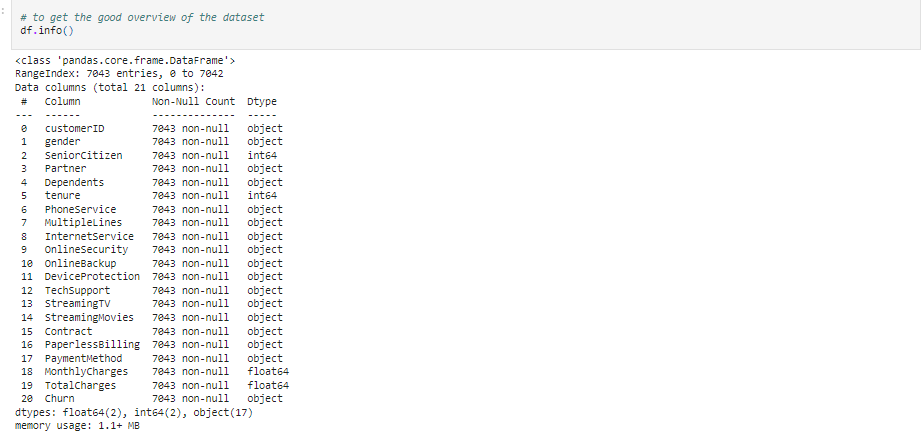 :
# to get the good overview of the dataset
df.info()
<class 'pandas.core.frame.DataFrame'>
RangeIndex: 7043 entries, 0 to 7042
Data columns (total 21 columns):
 #   Column            Non-Null Count  Dtype
---  ------            --------------  -----
 0   customerID        7043 non-null   object
 1   gender            7043 non-null   object
 2   SeniorCitizen     7043 non-null   int64
 3   Partner           7043 non-null   object
 4   Dependents        7043 non-null   object
 5   tenure            7043 non-null   int64
 6   PhoneService      7043 non-null   object
 7   MultipleLines     7043 non-null   object
 8   InternetService   7043 non-null   object
 9   OnlineSecurity    7043 non-null   object
 10  OnlineBackup      7043 non-null   object
 11  DeviceProtection  7043 non-null   object
 12  TechSupport       7043 non-null   object
 13  StreamingTV       7043 non-null   object
 14  StreamingMovies   7043 non-null   object
 15  Contract          7043 non-null   object
 16  PaperlessBilling  7043 non-null   object
 17  PaymentMethod     7043 non-null   object
 18  MonthlyCharges    7043 non-null   float64
 19  TotalCharges      7043 non-null   float64
 20  Churn             7043 non-null   object
dtypes: float64(2), int64(2), object(17)
memory usage: 1.1+ MB